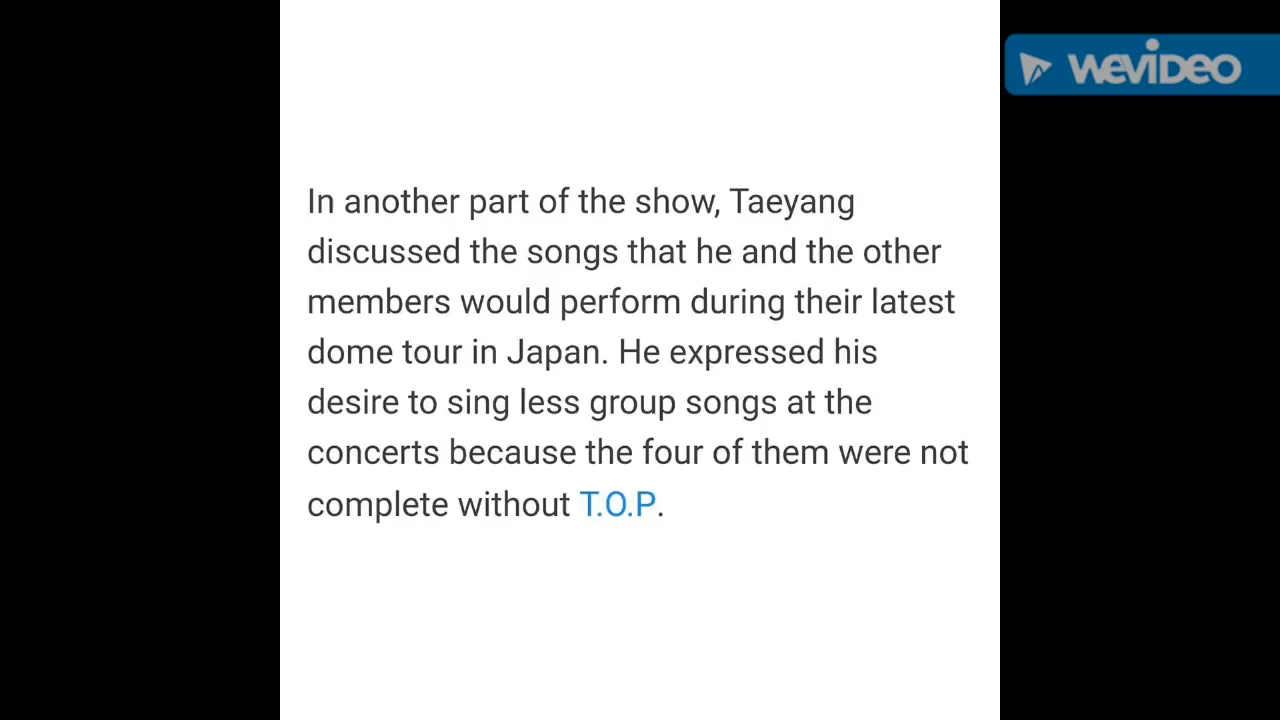 WEVIDEO
In another part of the show, Taeyang
discussed the songs that he and the other
members would perform during their latest
dome tour in Japan. He expressed his
desire to sing less group songs at the
concerts because the four of them were not
complete without T.O.P.